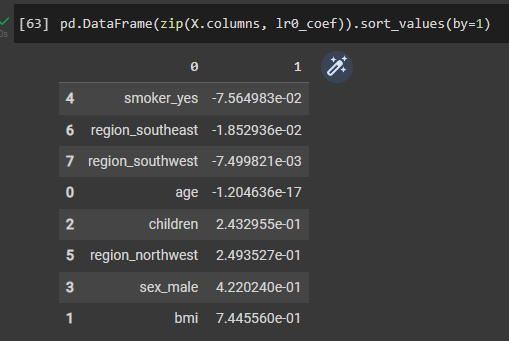 [63] pd.DataFrame(zip(X.columns, lr0_coef)).sort_values(by=1)
0s
0 1
4 smoker_yes -7.564983e-02
6 region_southeast -1.852936e-02
7 region_southwest -7.499821e-03
0 age -1.204636e-17
2 children 2.432955e-01
5 region_northwest 2.493527e-01
3 sex_male 4.220240e-01
1 bmi 7.445560e-01